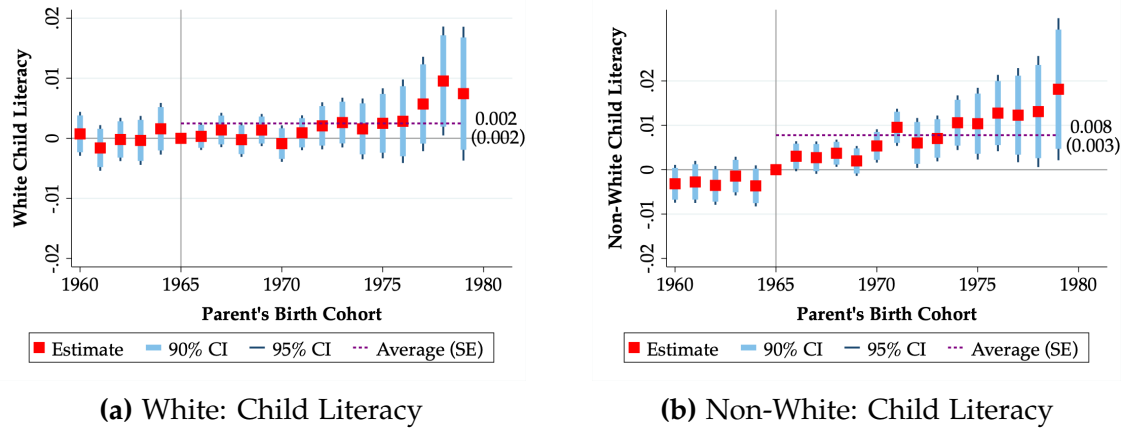 White Child Literacy
.02
.01
0
-.01
-.02
0.002
(0.002)
1960 1965 1970 1975 1980
Parent's Birth Cohort
Estimate 90% CI 95% CI Average (SE)
(a) White: Child Literacy
Non-White Child Literacy
.02
.01
0
-.01
-.02
0.008
(0.003)
1960 1965 1970 1975 1980
Parent's Birth Cohort
Estimate 90% CI 95% CI Average (SE)
(b) Non-White: Child Literacy